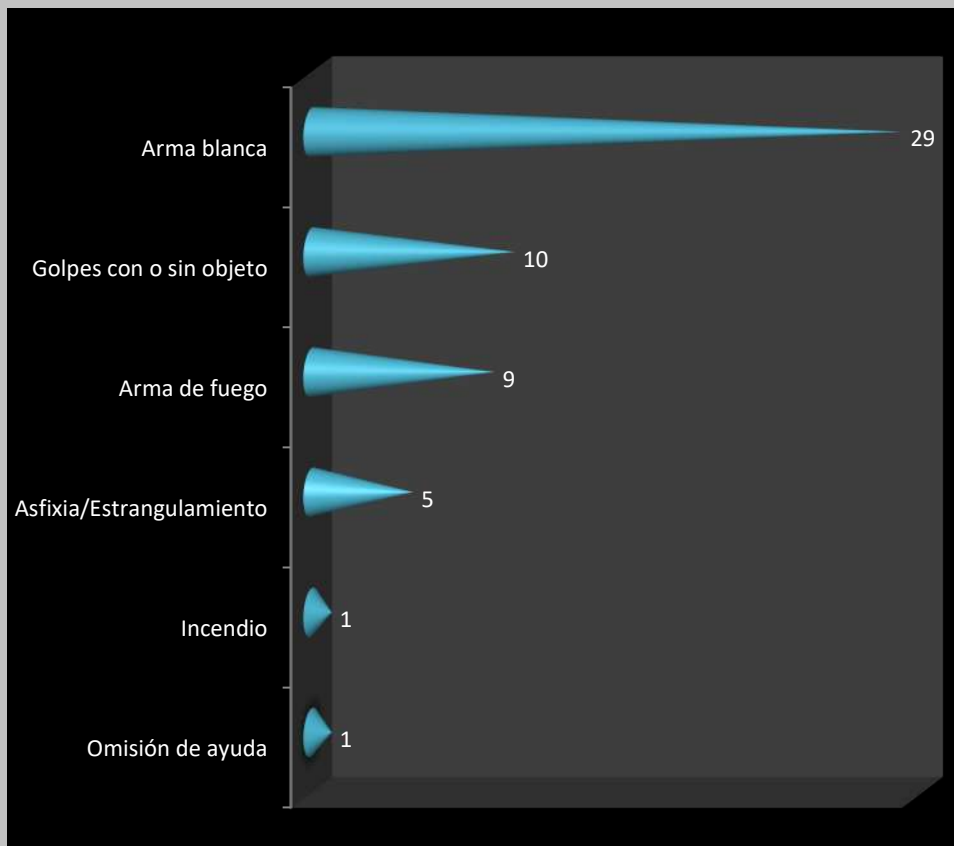 Arma blanca
29
Golpes con o sin objeto
10
Arma de fuego
9
Asfixia/Estrangulamiento
5
Incendio
1
Omisión de ayuda
1